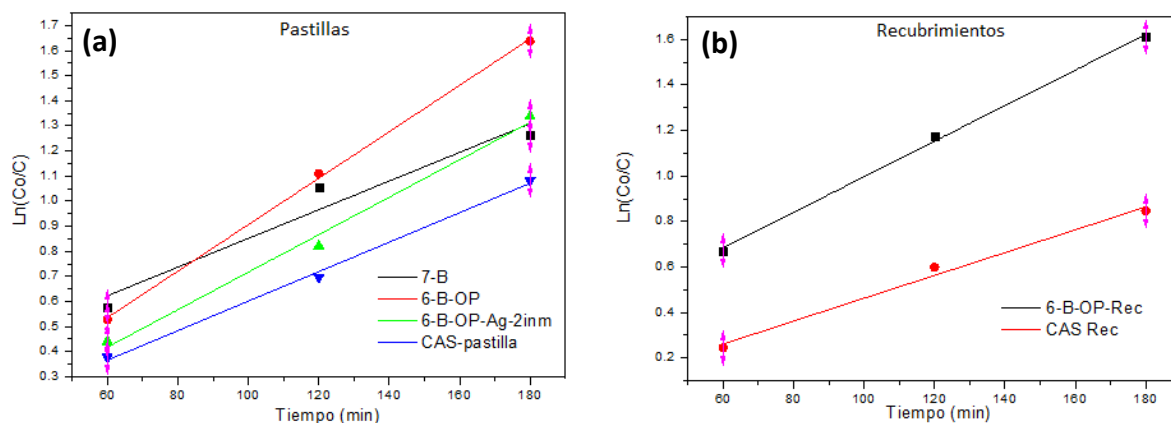 (a)
Pastillas
Ln(Co/C)
1.7
1.6
1.5
1.4
1.3
1.2
1.1
1.0
0.9
0.8
0.7
0.6
0.5
0.4
0.3
7-B
6-B-OP
6-B-OP-Ag-2inm
CAS-pastilla
60 80 100 120 140 160 180
Tiempo (min)
(b)
Recubrimientos
Ln(Co/C)
1.6
1.4
1.2
1.0
0.8
0.6
0.4
0.2
6-B-OP-Rec
CAS Rec
60 80 100 120 140 160 180
Tiempo (min)